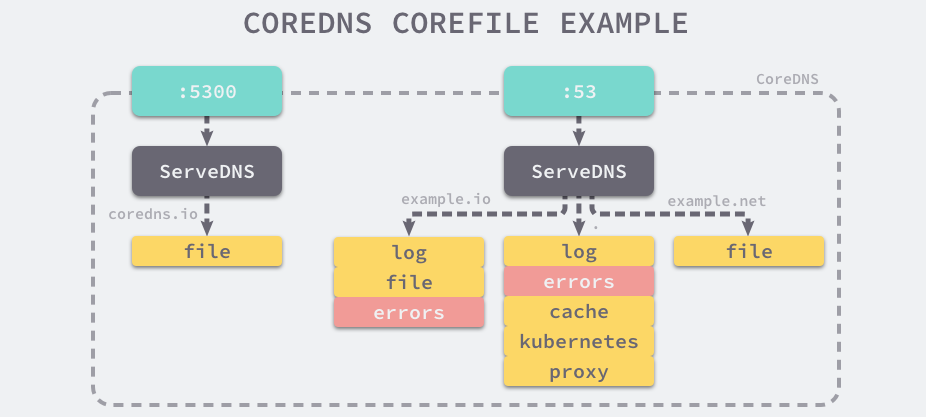 COREDNS COREFILE EXAMPLE
CoreDNS
:5300
:53
ServeDNS
ServeDNS
coredns.io
example.io
.
example.net
file
log
file
errors
log
errors
cache
kubernetes
proxy
file